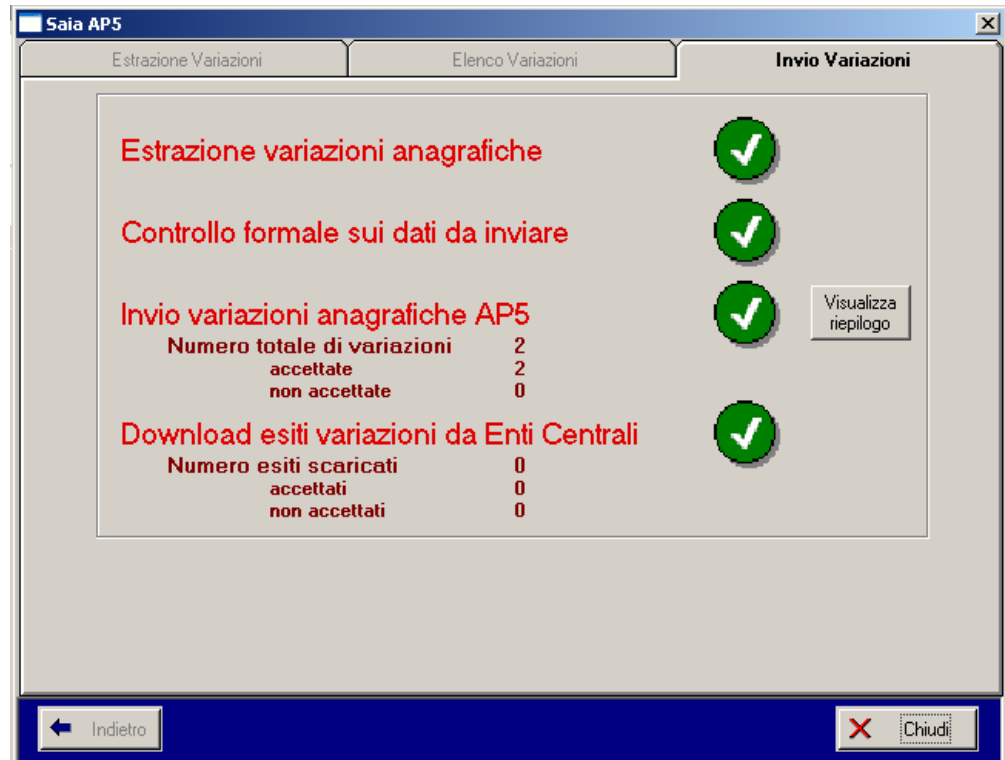 Saia AP5
Estrazione Variazioni
Elenco Variazioni
Invio Variazioni
Estrazione variazioni anagrafiche
Controllo formale sui dati da inviare
Invio variazioni anagrafiche AP5
Visualizza
riepilogo
Numero totale di variazioni 2
accettate 2
non accettate 0
Download esiti variazioni da Enti Centrali
Numero esiti scaricati 0
accettati 0
non accettati 0
Indietro
Chiudi